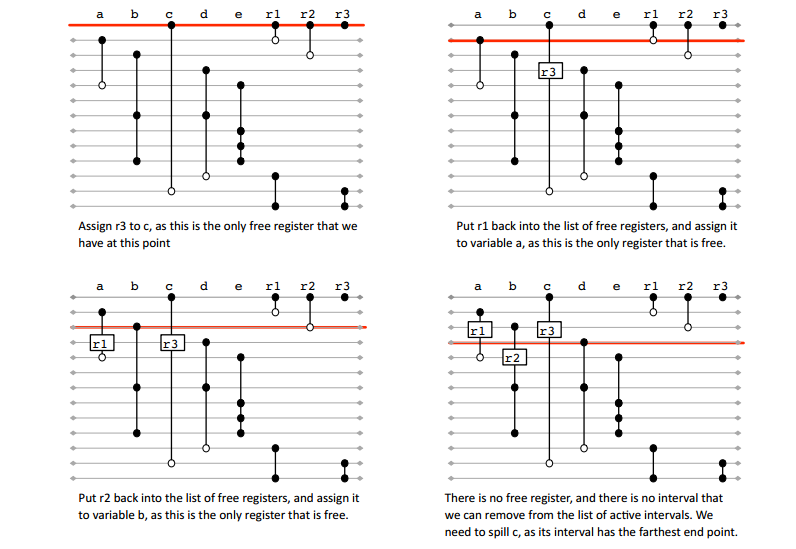 a b c d e r1 r2 r3
Assign r3 to c, as this is the only free register that we
have at this point
a b c d e r1 r2 r3
r3
Put r1 back into the list of free registers, and assign it
to variable a, as this is the only register that is free.
a b c d e r1 r2 r3
r1 r3
Put r2 back into the list of free registers, and assign it
to variable b, as this is the only register that is free.
a b c d e r1 r2 r3
r1 r3
r2
There is no free register, and there is no interval that
we can remove from the list of active intervals. We
need to spill c, as its interval has the farthest end point.